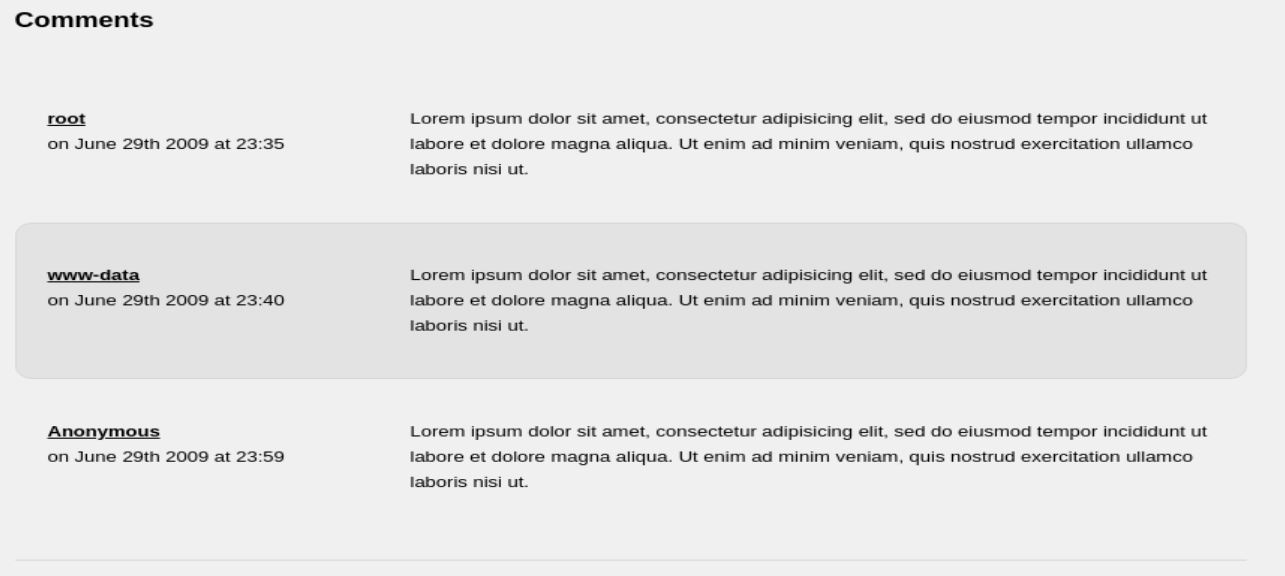 Comments
root
on June 29th 2009 at 23:35
Lorem ipsum dolor sit amet, consectetur adipisicing elit, sed do eiusmod tempor incididunt ut
labore et dolore magna aliqua. Ut enim ad minim veniam, quis nostrud exercitation ullamco
laboris nisi ut.
www-data
on June 29th 2009 at 23:40
Lorem ipsum dolor sit amet, consectetur adipisicing elit, sed do eiusmod tempor incididunt ut
labore et dolore magna aliqua. Ut enim ad minim veniam, quis nostrud exercitation ullamco
laboris nisi ut.
Anonymous
on June 29th 2009 at 23:59
Lorem ipsum dolor sit amet, consectetur adipisicing elit, sed do eiusmod tempor incididunt ut
labore et dolore magna aliqua. Ut enim ad minim veniam, quis nostrud exercitation ullamco
laboris nisi ut.